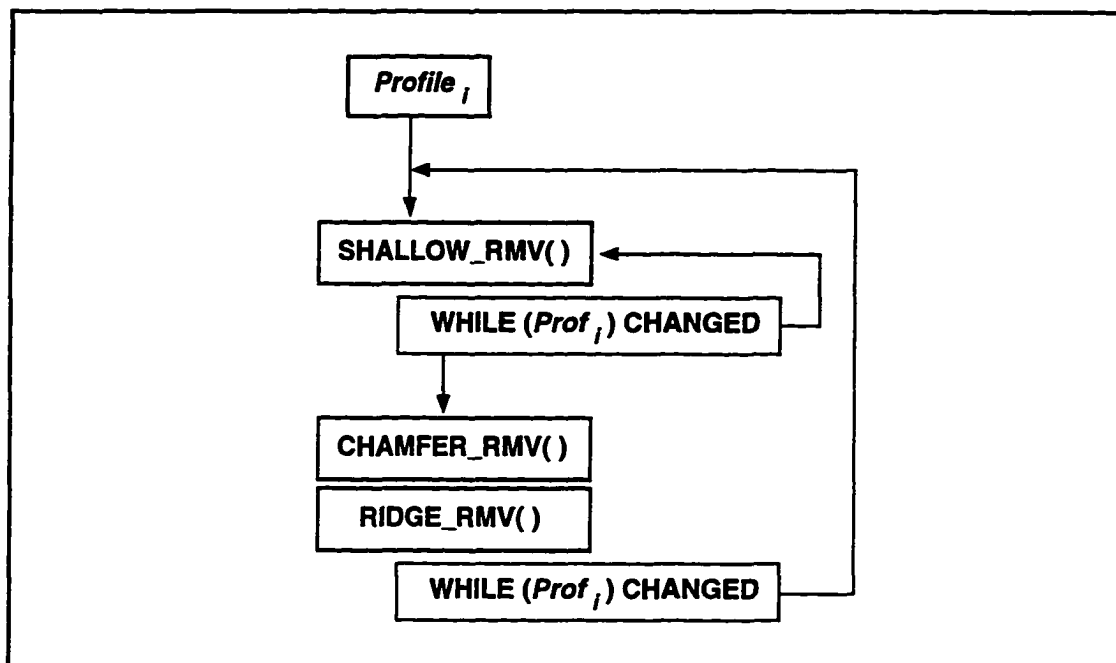 Profile i
SHALLOW_RMV( )
WHILE (Prof i ) CHANGED
CHAMFER_RMV( )
RIDGE_RMV( )
WHILE (Prof i ) CHANGED